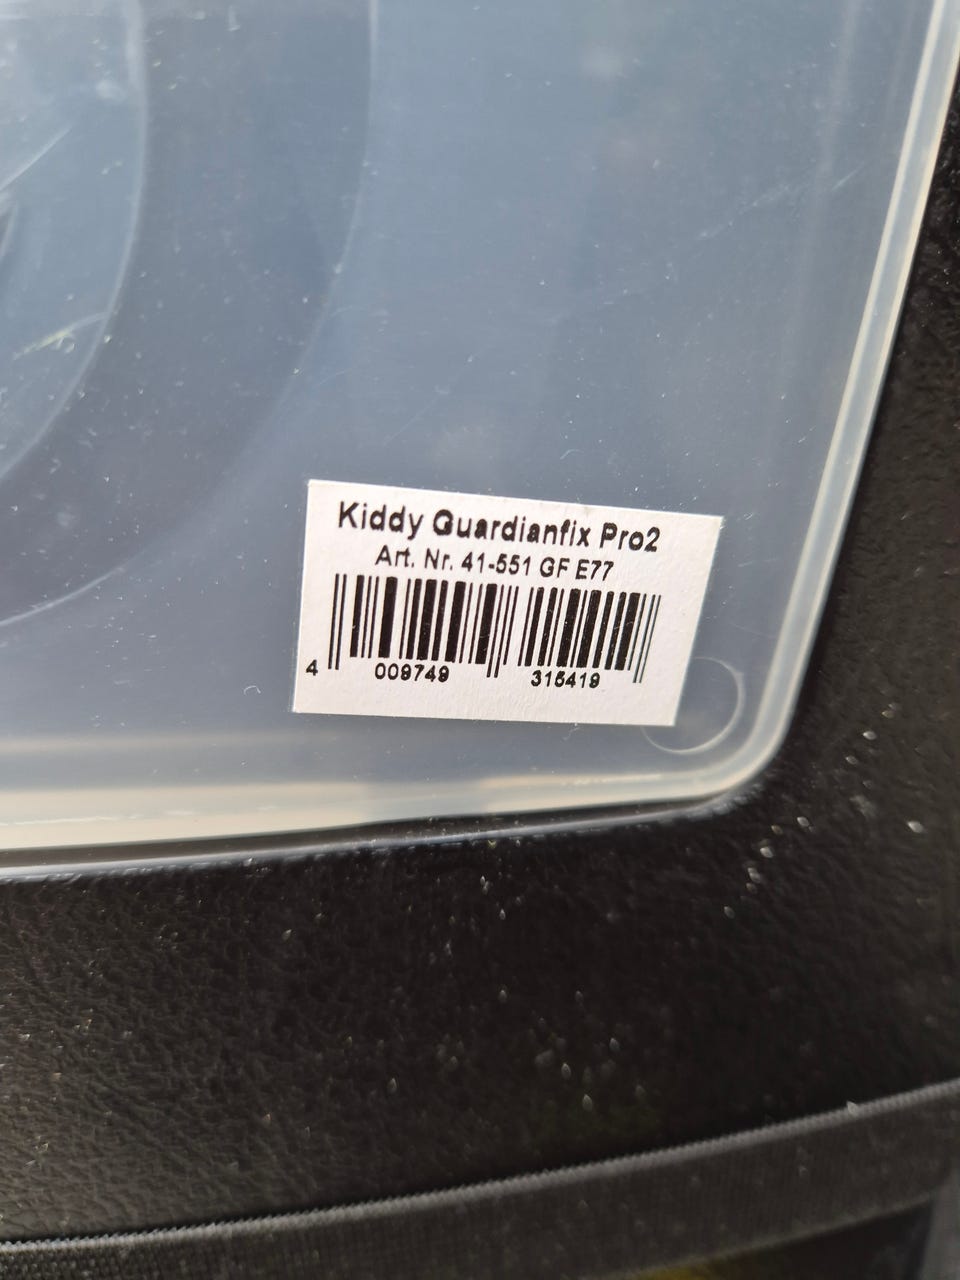 Kiddy Guardianfix Pro2
Art. Nr. 41-551 GF E77
4 009749 315419